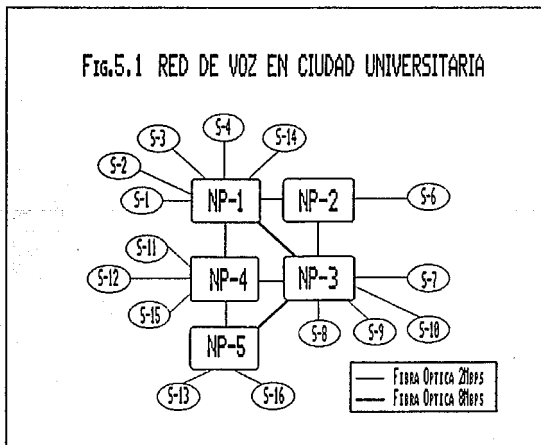 FIG.5.1 RED DE VOZ EN CIUDAD UNIVERSITARIA
S-4
S-3
S-14
S-2
S-1
NP-1
NP-2
S-6
S-11
S-12
NP-4
NP-3
S-7
S-15
S-8
S-9
S-10
NP-5
S-13
S-16
FIBRA OPTICA 2Mbps
FIBRA OPTICA 8Mbps